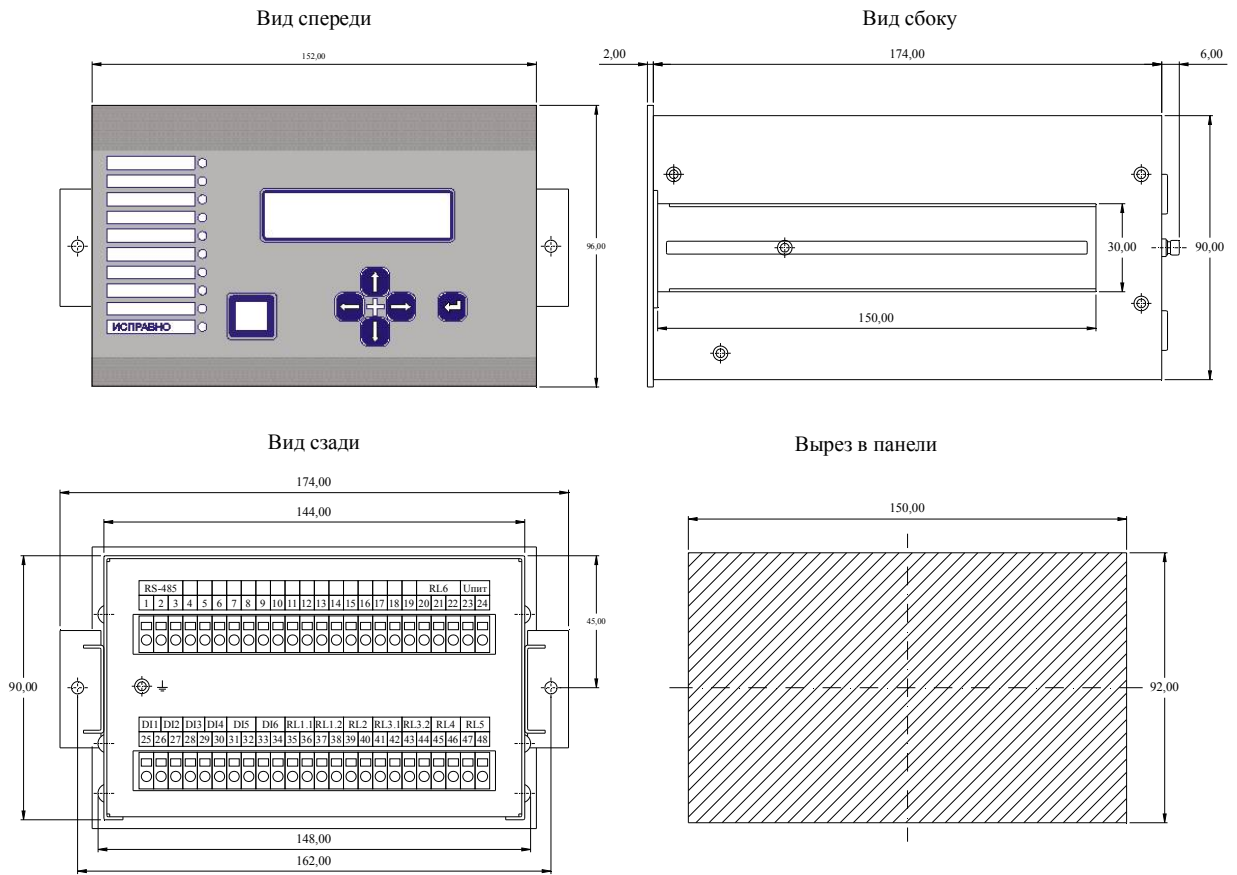 Вид спереди
152,00
96,00
ИСПРАВНО
Вид сбоку
2,00
174,00
6,00
30,00
90,00
150,00
Вид сзади
174,00
144,00
RS-485 RL6 Uпит
1 2 3 4 5 6 7 8 9 10 11 12 13 14 15 16 17 18 19 20 21 22 23 24
45,00
90,00
DI1 DI2 DI3 DI4 DI5 DI6 RL1.1 RL1.2 RL2 RL3.1 RL3.2 RL4 RL5
25 26 27 28 29 30 31 32 33 34 35 36 37 38 39 40 41 42 43 44 45 46 47 48
148,00
162,00
Вырез в панели
150,00
92,00